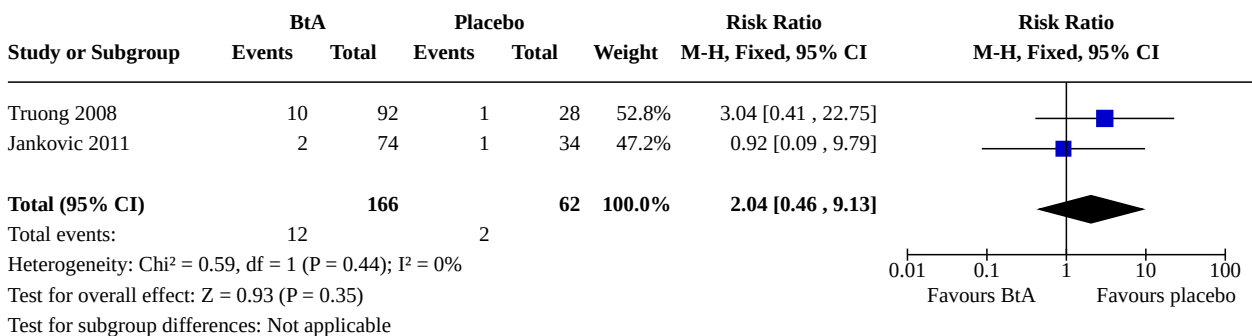 BtA Placebo Risk Ratio Risk Ratio
Study or Subgroup Events Total Events Total Weight M-H, Fixed, 95% CI M-H, Fixed, 95% CI
Truong 2008 10 92 1 28 52.8% 3.04 [0.41 , 22.75]
Jankovic 2011 2 74 1 34 47.2% 0.92 [0.09 , 9.79]
Total (95% CI) 166 62 100.0% 2.04 [0.46 , 9.13]
Total events: 12 2
Heterogeneity: Chi² = 0.59, df = 1 (P = 0.44); I² = 0%
0.01 0.1 1 10 100
Test for overall effect: Z = 0.93 (P = 0.35)
Favours BtA Favours placebo
Test for subgroup differences: Not applicable